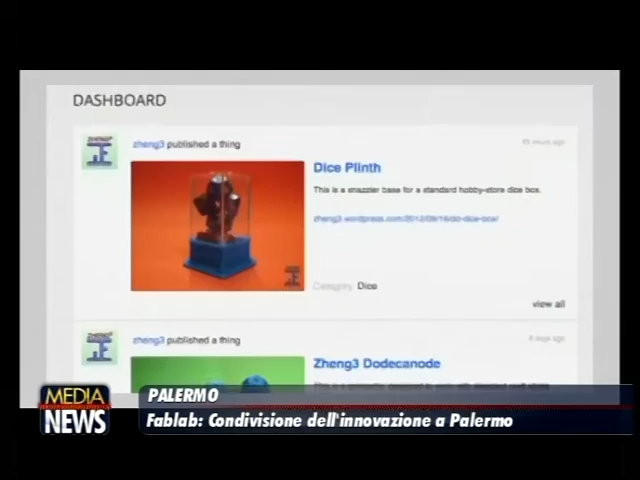 DASHBOARD
zheng3 published a thing
Dice Plinth
This is a snazzier base for a standard hobby-store dice box.
Category: Dice
view all
zheng3 published a thing
Zheng3 Dodecanode
MEDIA
NEWS
PALERMO
Fablab: Condivisione dell'innovazione a Palermo